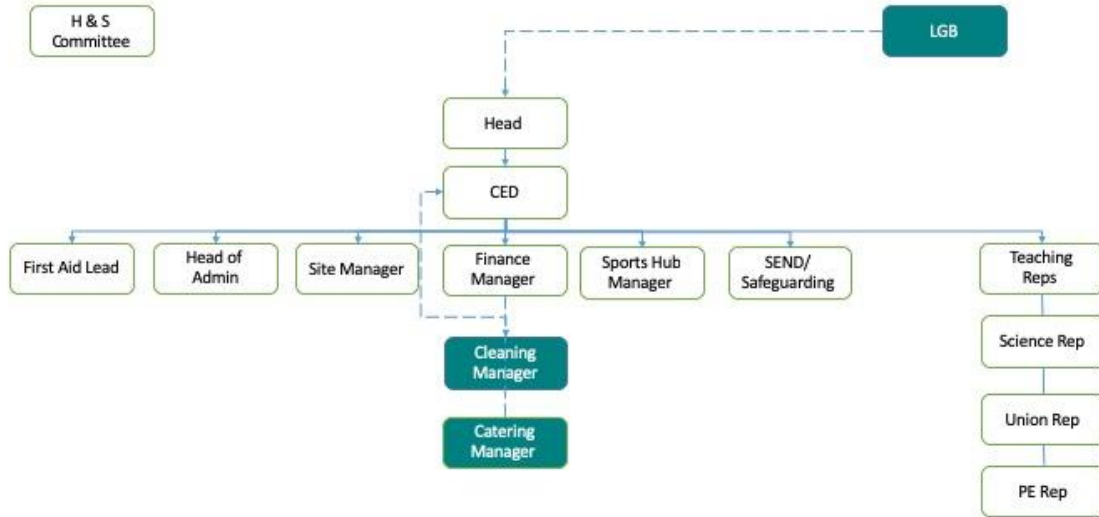 H & S
Committee
LGB
Head
CED
First Aid Lead
Head of
Admin
Site Manager
Finance
Manager
Sports Hub
Manager
SEND/
Safeguarding
Teaching
Reps
Cleaning
Manager
Science Rep
Catering
Manager
Union Rep
PE Rep